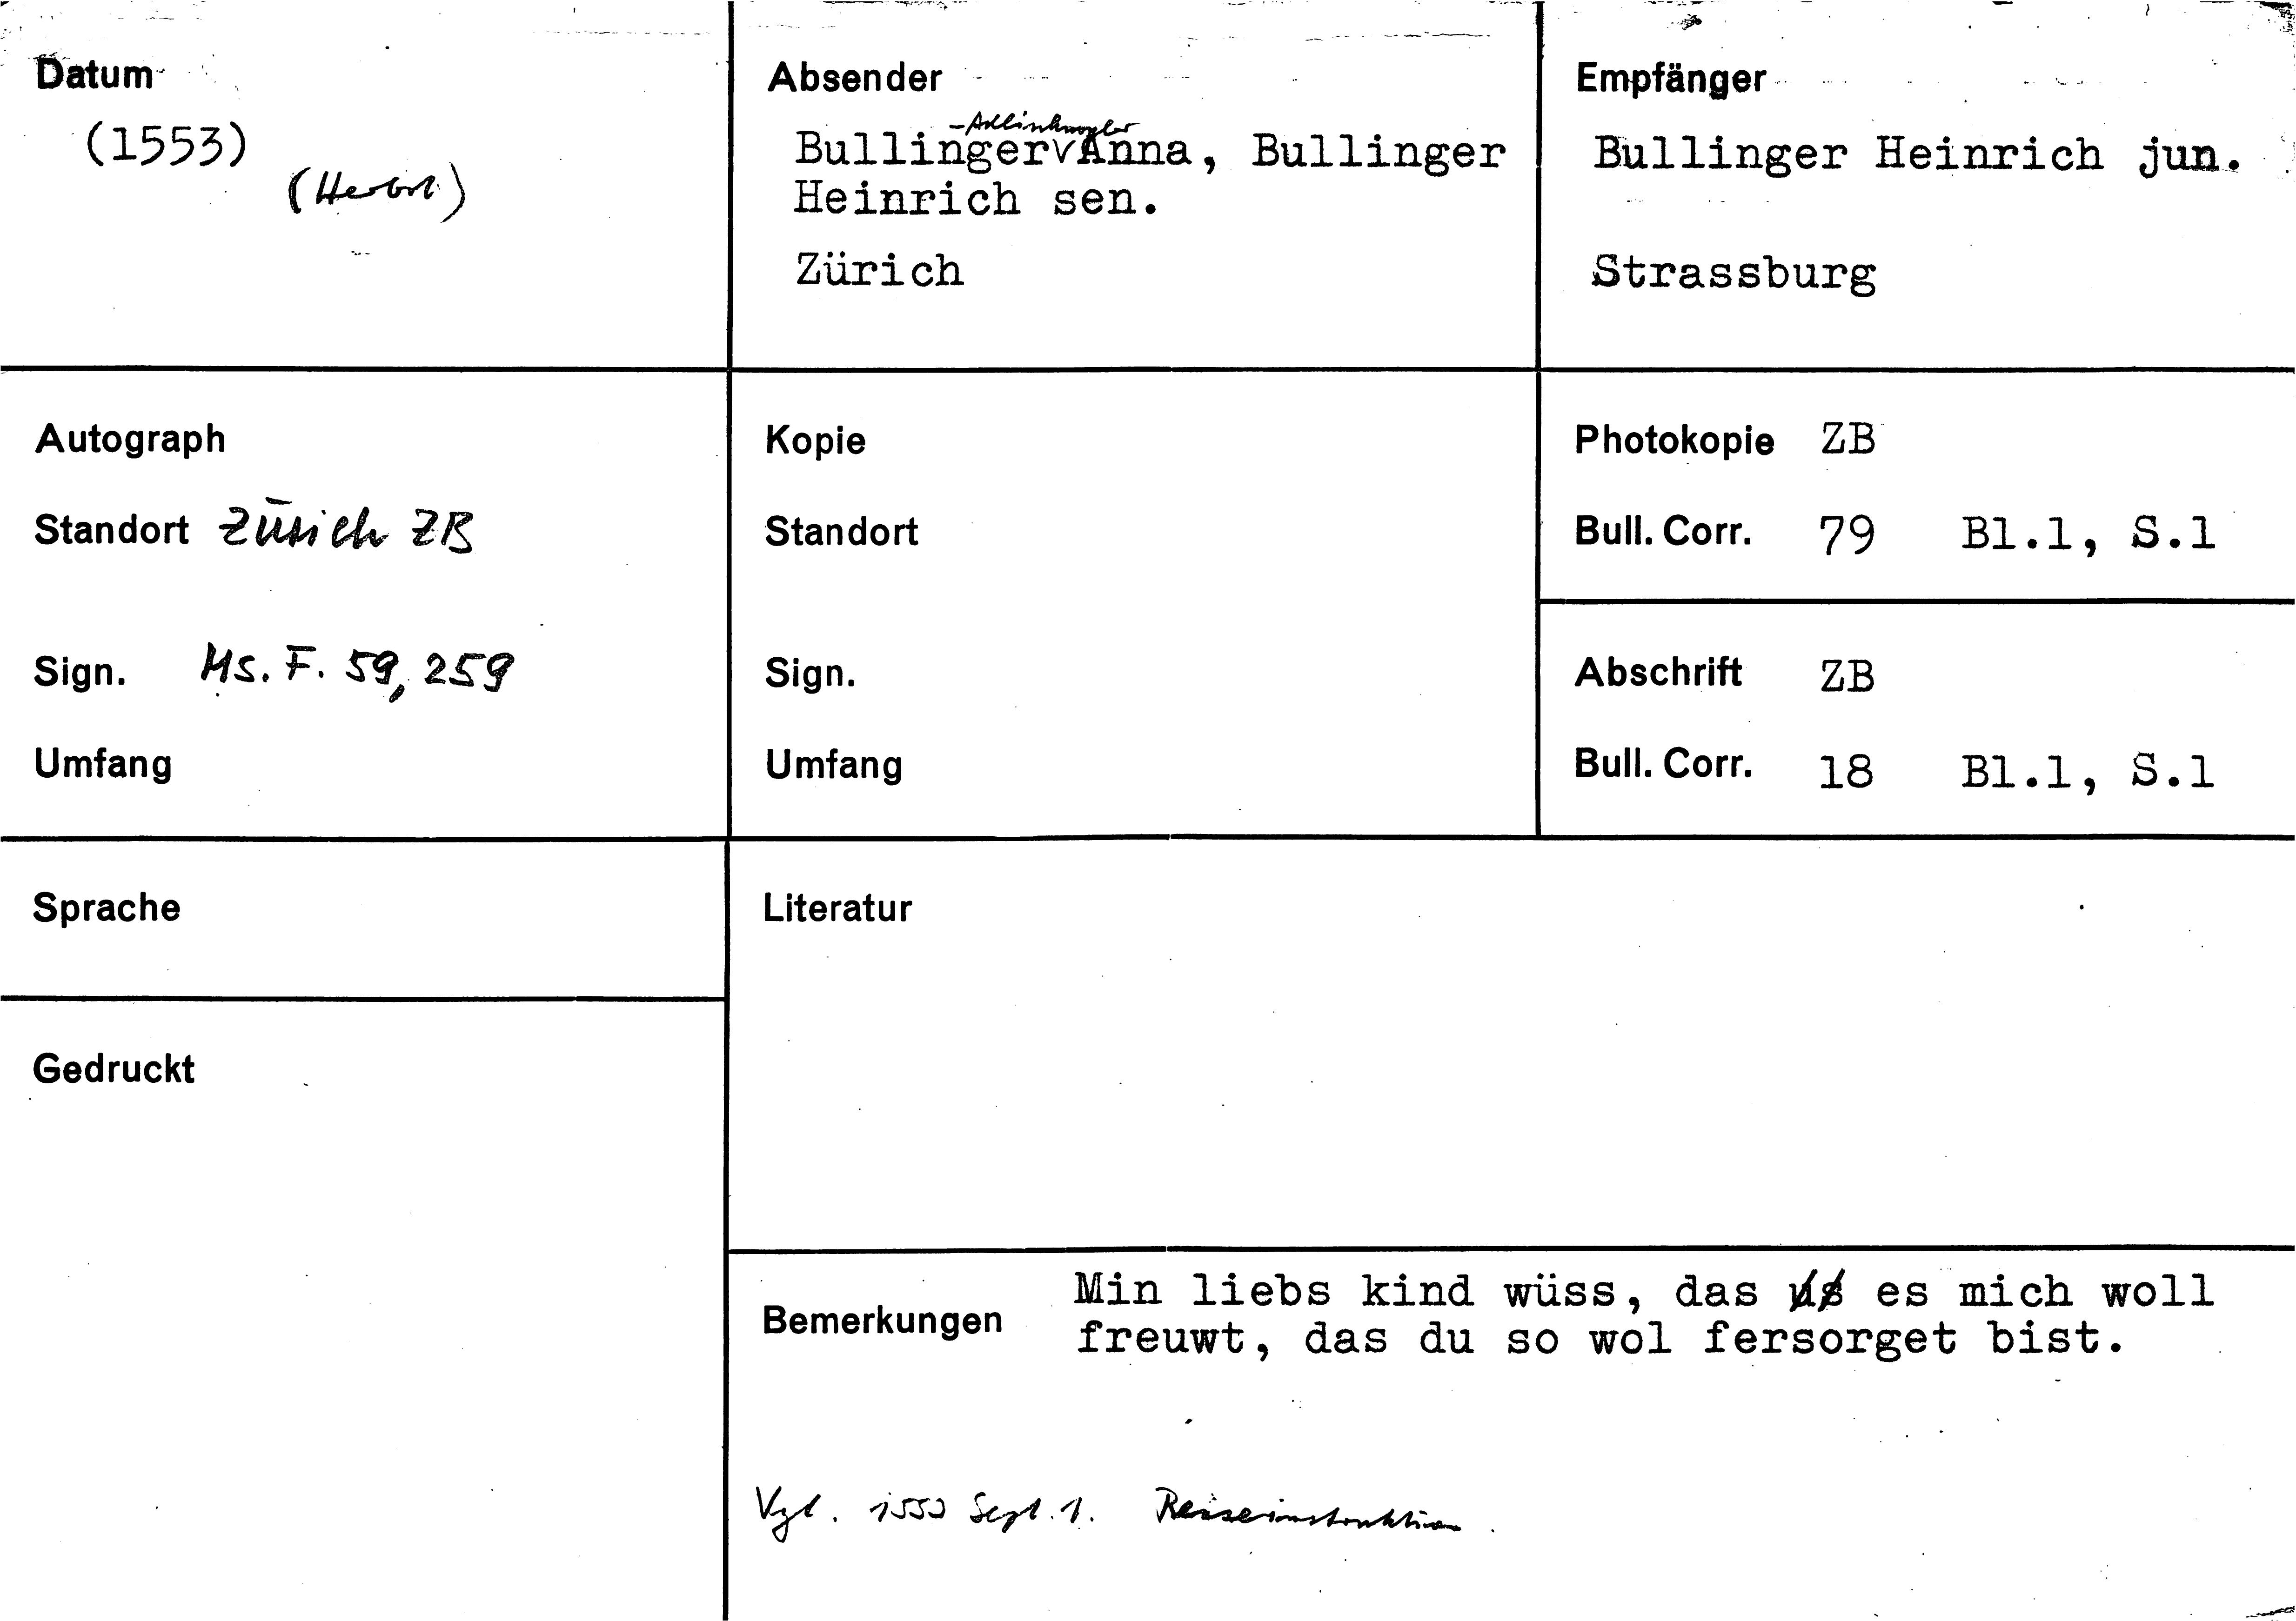 Datum
(1553)
(Herbst)
Absender
-Adlischwyler
Bullinger Anna, Bullinger
Heinrich sen.
Zürich
Empfänger
Bullinger Heinrich jun.
Strassburg
Autograph
Standort Zürich ZB
Sign. Ms. F. 59, 259
Umfang
Kopie
Standort
Sign.
Umfang
Photokopie ZB
Bull. Corr. 79 Bl.1, S.1
Abschrift ZB
Bull. Corr. 18 Bl.1, S.1
Sprache
Gedruckt
Literatur
Bemerkungen
Min liebs kind wüss, das es mich woll
freuwt, das du so wol fersorget bist.
Vgl. 1553 Sept. 1. Reiseinstruktion.